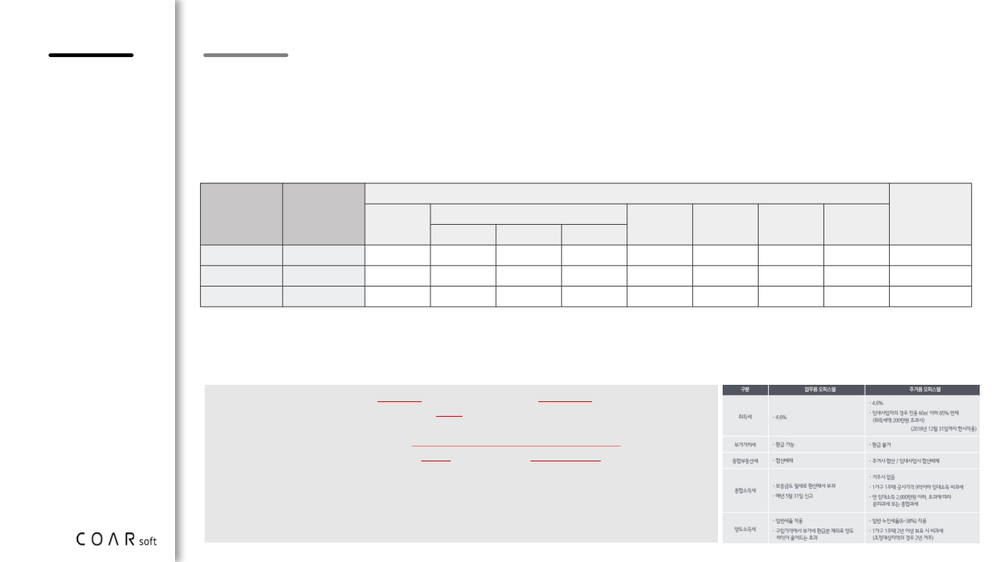 구분 업무용 오피스텔 주거용 오피스텔
취득세
- 4.6%
- 4.6%
- 임대사업자의 경우 전용 60㎡ 이하 85% 면제
(취득세액 200만원 초과시)
(2018년 12월 31일까지 한시적용)
부가가치세 - 환급 가능 - 환급 불가
종합부동산세 - 합산배제 - 주거시 합산 / 임대사업시 합산배제
종합소득세
- 보증금도 월세로 환산해서 부과
- 매년 5월 31일 신고
- 거주시 없음
- 1가구 1주택 공시가격 9억이하 임대소득 비과세
- 연 임대소득 2,000만원 이하, 초과에 따라
분리과세 또는 종합과세
양도소득세
- 일반세율 적용
- 구입가격에서 부가세 환급분 제외로 양도
차익이 줄어드는 효과
- 일반 누진세율(6~38%) 적용
- 1가구 1주택 2년 이상 보유 시 비과세
(조정대상지역의 경우 2년 거주)
COAR soft